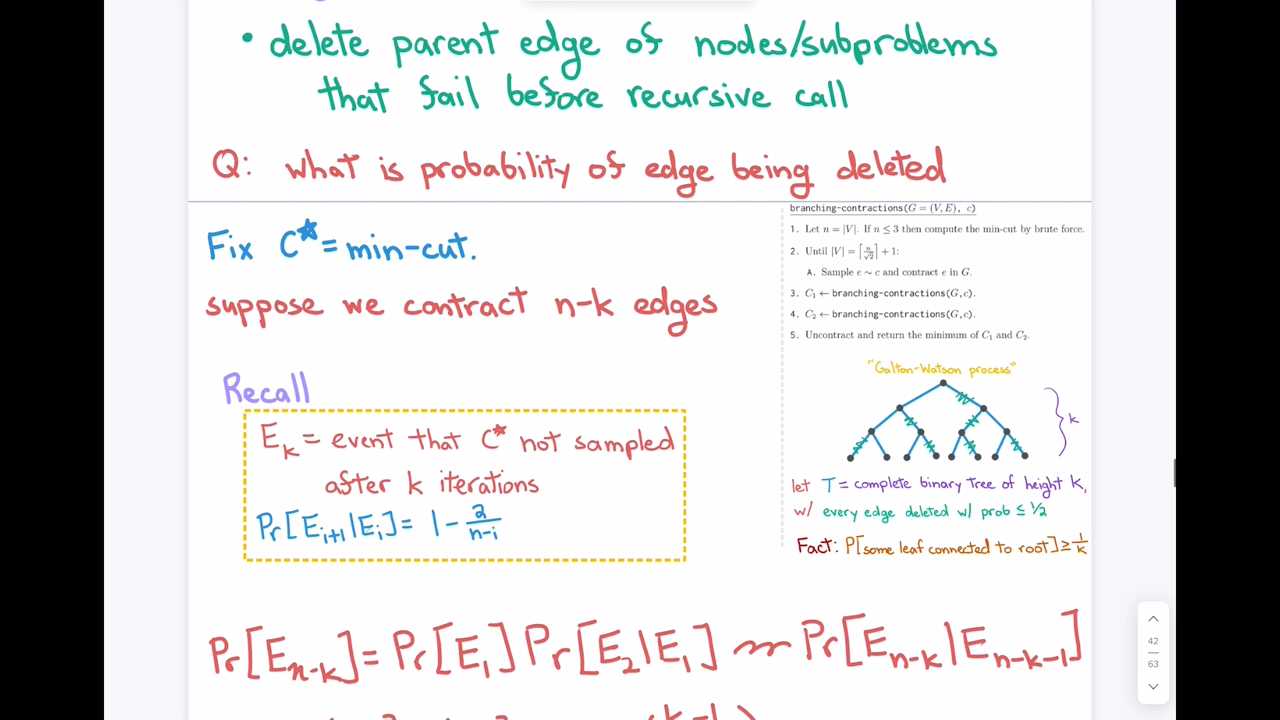 • delete parent edge of nodes/subproblems
that fail before recursive call
Q: what is probability of edge being deleted
Fix C* = min-cut.
suppose we contract n-k edges
Recall
E_k = event that C* not sampled
after k iterations
Pr[E_{i+1}|E_i] = 1 - 2/(n-i)
branching-contractions(G = (V, E), c)
1. Let n = |V|. If n ≤ 3 then compute the min-cut by brute force.
2. Until |V| = ⌈n/√2⌉ + 1:
A. Sample e ∼ c and contract e in G.
3. C₁ ← branching-contractions(G,c).
4. C₂ ← branching-contractions(G,c).
5. Uncontract and return the minimum of C₁ and C₂.
"Galton-Watson process"
k
let T = complete binary tree of height k,
w/ every edge deleted w/ prob ≤ 1/2
Fact: P[some leaf connected to root] ≥ 1/k
Pr[E_{n-k}] = Pr[E_1] Pr[E_2|E_1] ~~ Pr[E_{n-k}|E_{n-k-1}]
42
63